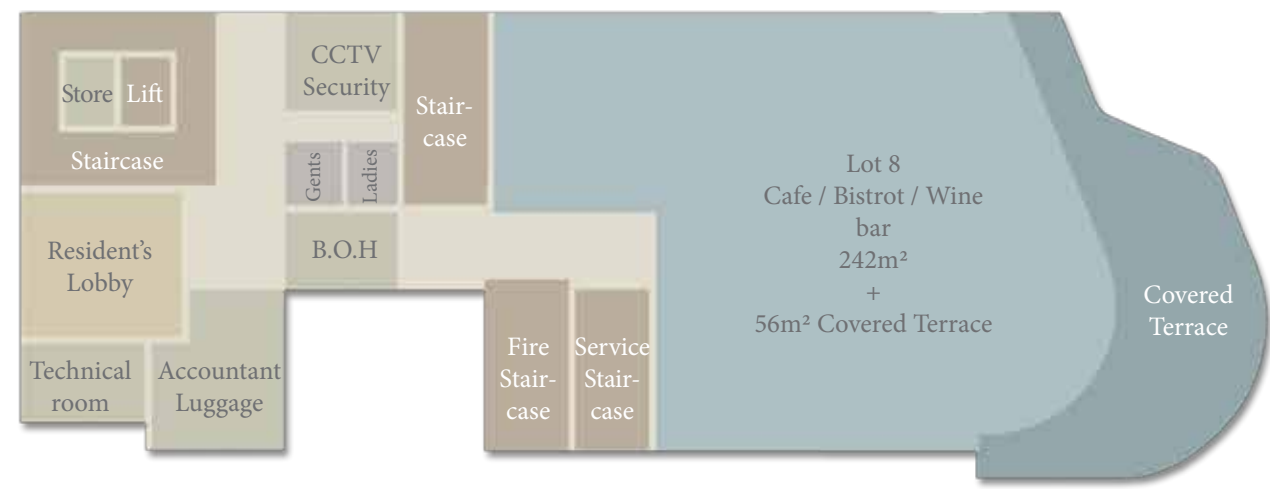 CCTV
Security
Store
Lift
Stair-
case
Staircase
Gents
Ladies
Lot 8
Cafe / Bistrot / Wine
bar
242m²
+
56m² Covered Terrace
Resident's
Lobby
B.O.H
Covered
Terrace
Technical
room
Accountant
Luggage
Fire
Stair-
case
Service
Stair-
case